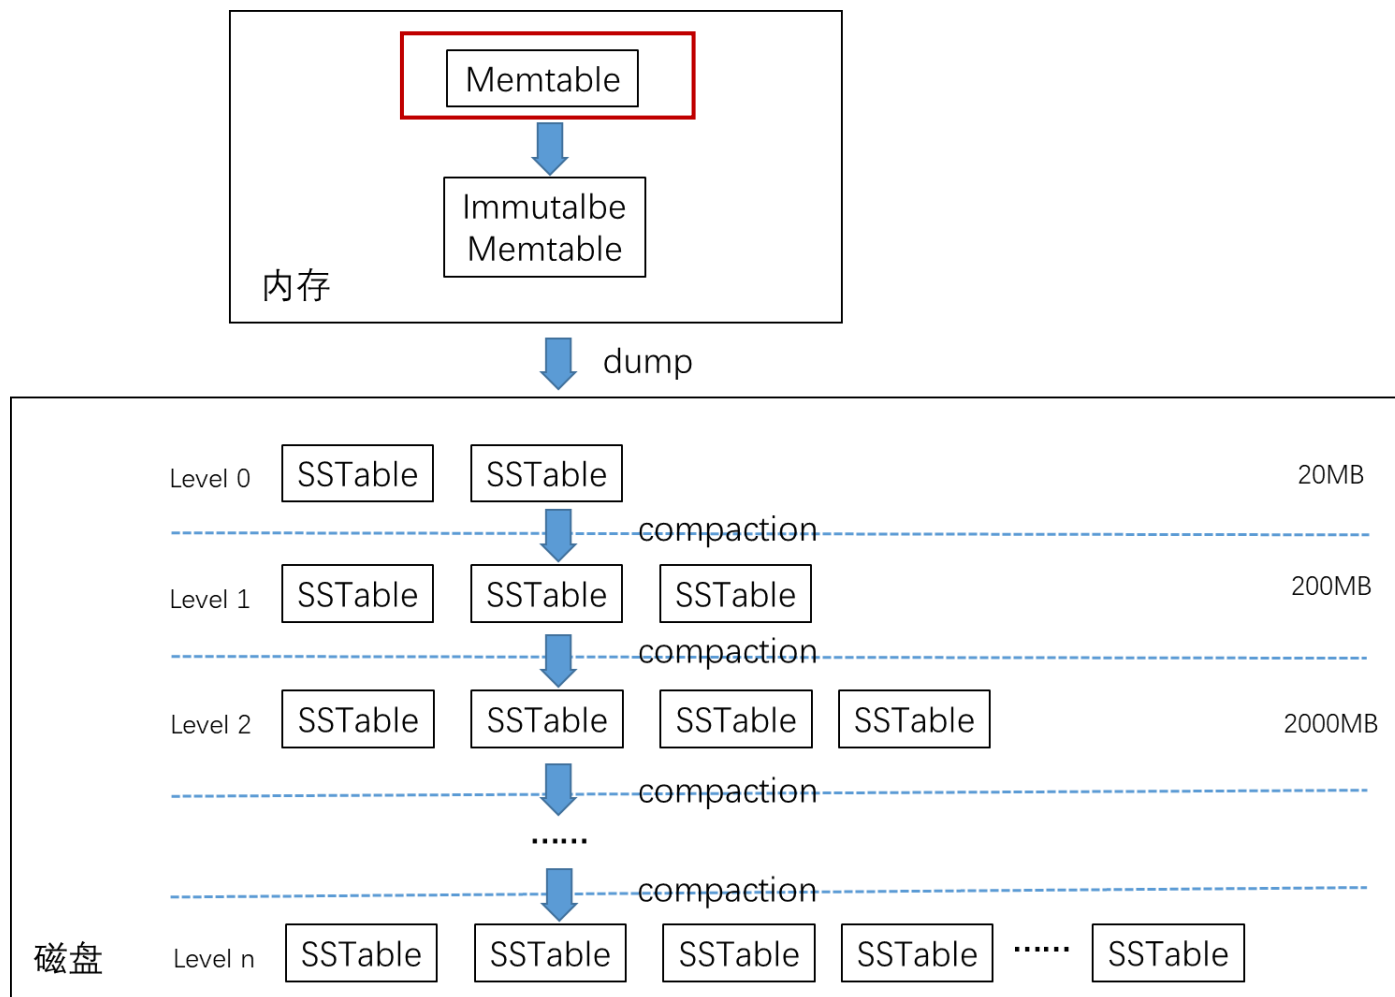 Memtable
Immutalbe
Memtable
内存
dump
Level 0 SSTable SSTable 20MB
compaction
Level 1 SSTable SSTable SSTable 200MB
compaction
Level 2 SSTable SSTable SSTable SSTable 2000MB
compaction
······
compaction
磁盘 Level n SSTable SSTable SSTable SSTable ······ SSTable